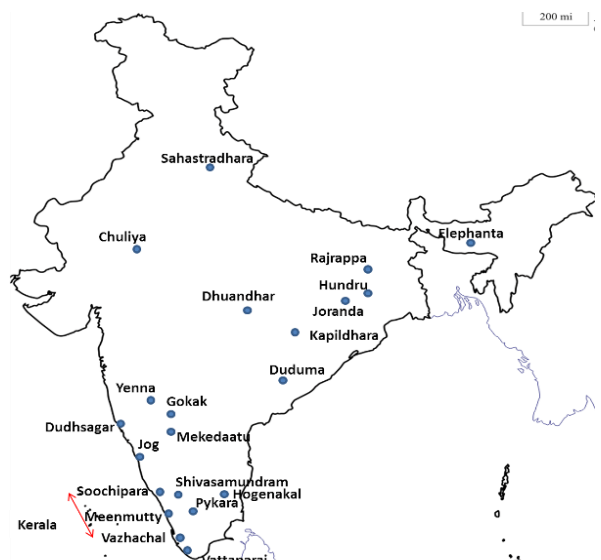 200 mi
Sahastradhara
Chuliya
Elephanta
Rajrappa
Hundru
Dhuandhar
Joranda
Kapildhara
Duduma
Yenna
Gokak
Dudhsagar
Mekedaatu
Jog
Soochipara
Shivasamundram
Hogenakal
Pykara
Meenmutty
Kerala
Vazhachal